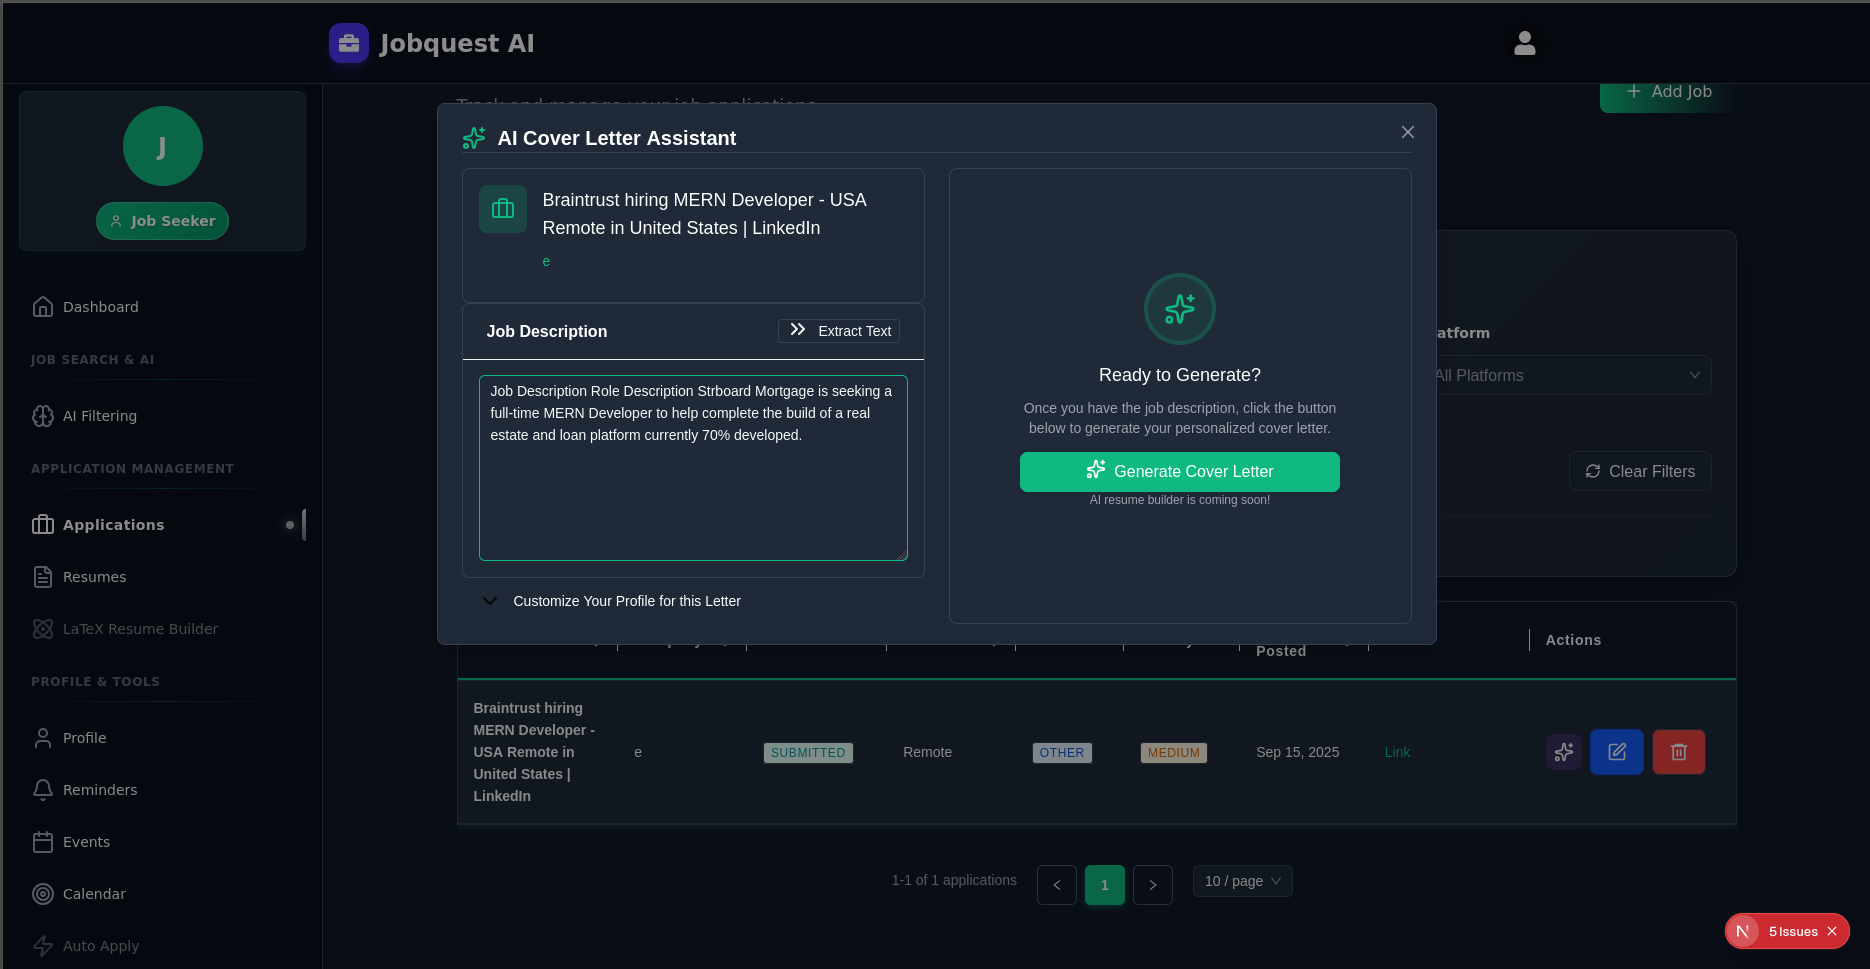 Jobquest AI
J
Job Seeker
Dashboard
JOB SEARCH & AI
AI Filtering
APPLICATION MANAGEMENT
Applications
Resumes
LaTeX Resume Builder
PROFILE & TOOLS
Profile
Reminders
Events
Calendar
Auto Apply
Track and manage your job applications
Add Job
AI Cover Letter Assistant
Braintrust hiring MERN Developer - USA
Remote in United States | LinkedIn
e
Job Description
Extract Text
Job Description Role Description Strboard Mortgage is seeking a
full-time MERN Developer to help complete the build of a real
estate and loan platform currently 70% developed.
Customize Your Profile for this Letter
Ready to Generate?
Once you have the job description, click the button
below to generate your personalized cover letter.
Generate Cover Letter
AI resume builder is coming soon!
atform
All Platforms
Clear Filters
Posted
Actions
Braintrust hiring
MERN Developer -
USA Remote in
United States |
LinkedIn
e
SUBMITTED
Remote
OTHER
MEDIUM
Sep 15, 2025
Link
1-1 of 1 applications
1
10 / page
N
5 Issues